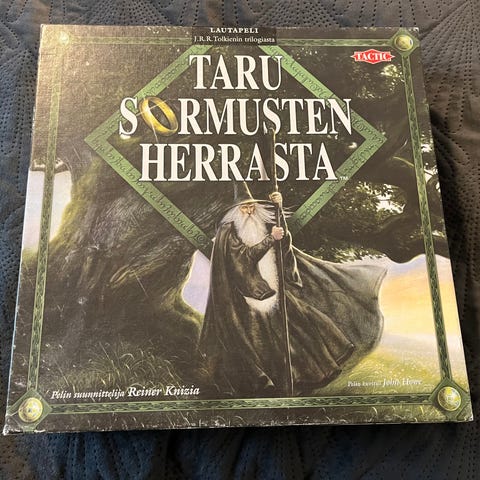 LAUTAPELI
J.R.R. Tolkienin trilogiasta
TACTIC
TARU
SORMUSTEN
HERRASTA
Pelin suunnittelija Reiner Knizia
Pelin kuvitus John Howe